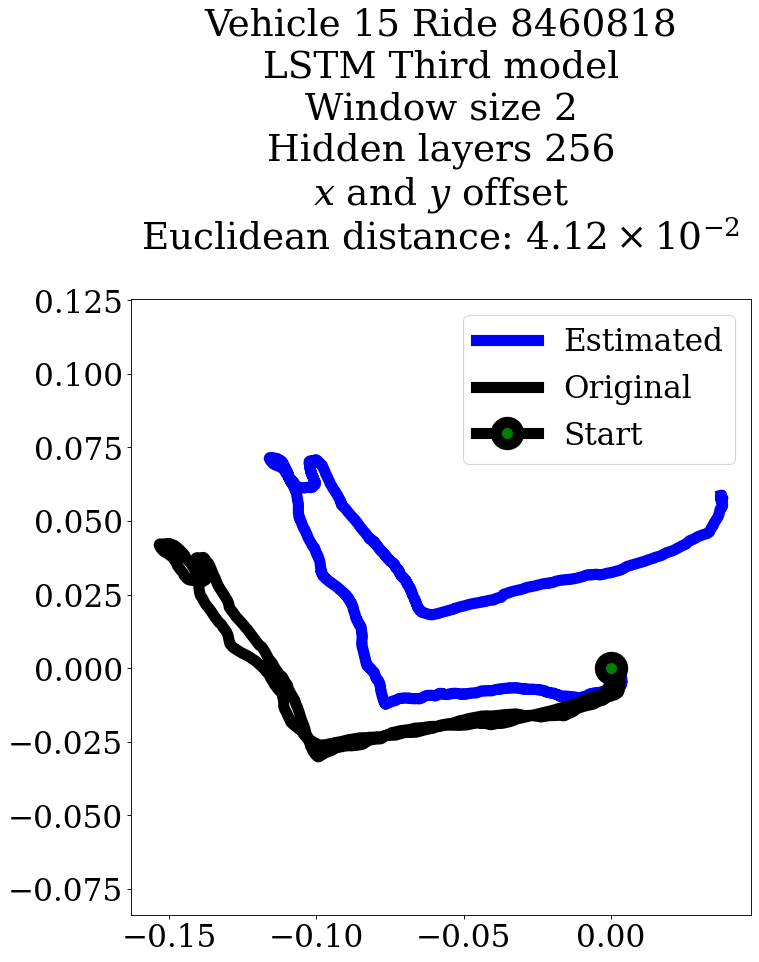 Vehicle 15 Ride 8460818
LSTM Third model
Window size 2
Hidden layers 256
x and y offset
Euclidean distance: 4.12 × 10⁻²
0.125
0.100
0.075
0.050
0.025
0.000
−0.025
−0.050
−0.075
Estimated
Original
Start
−0.15
−0.10
−0.05
0.00